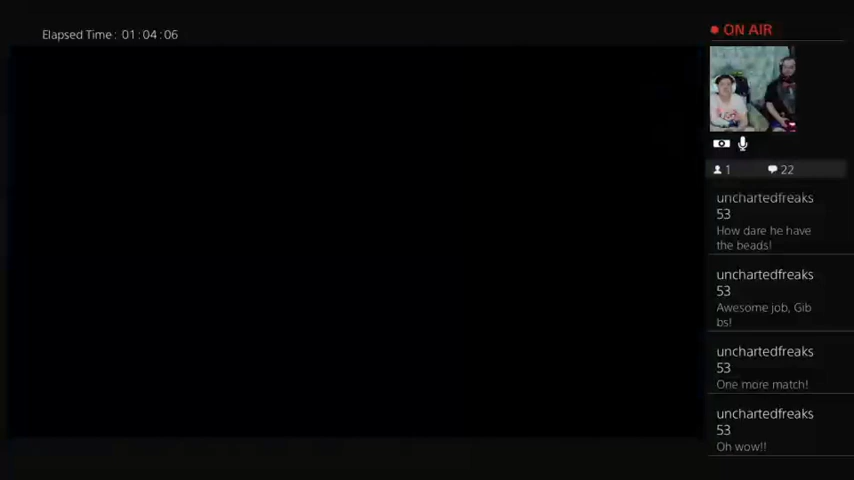 Elapsed Time: 01:04:06
ON AIR
1 22
unchartedfreaks
53
How dare he have
the beads!
unchartedfreaks
53
Awesome job, Gib
bs!
unchartedfreaks
53
One more match!
unchartedfreaks
53
Oh wow!!